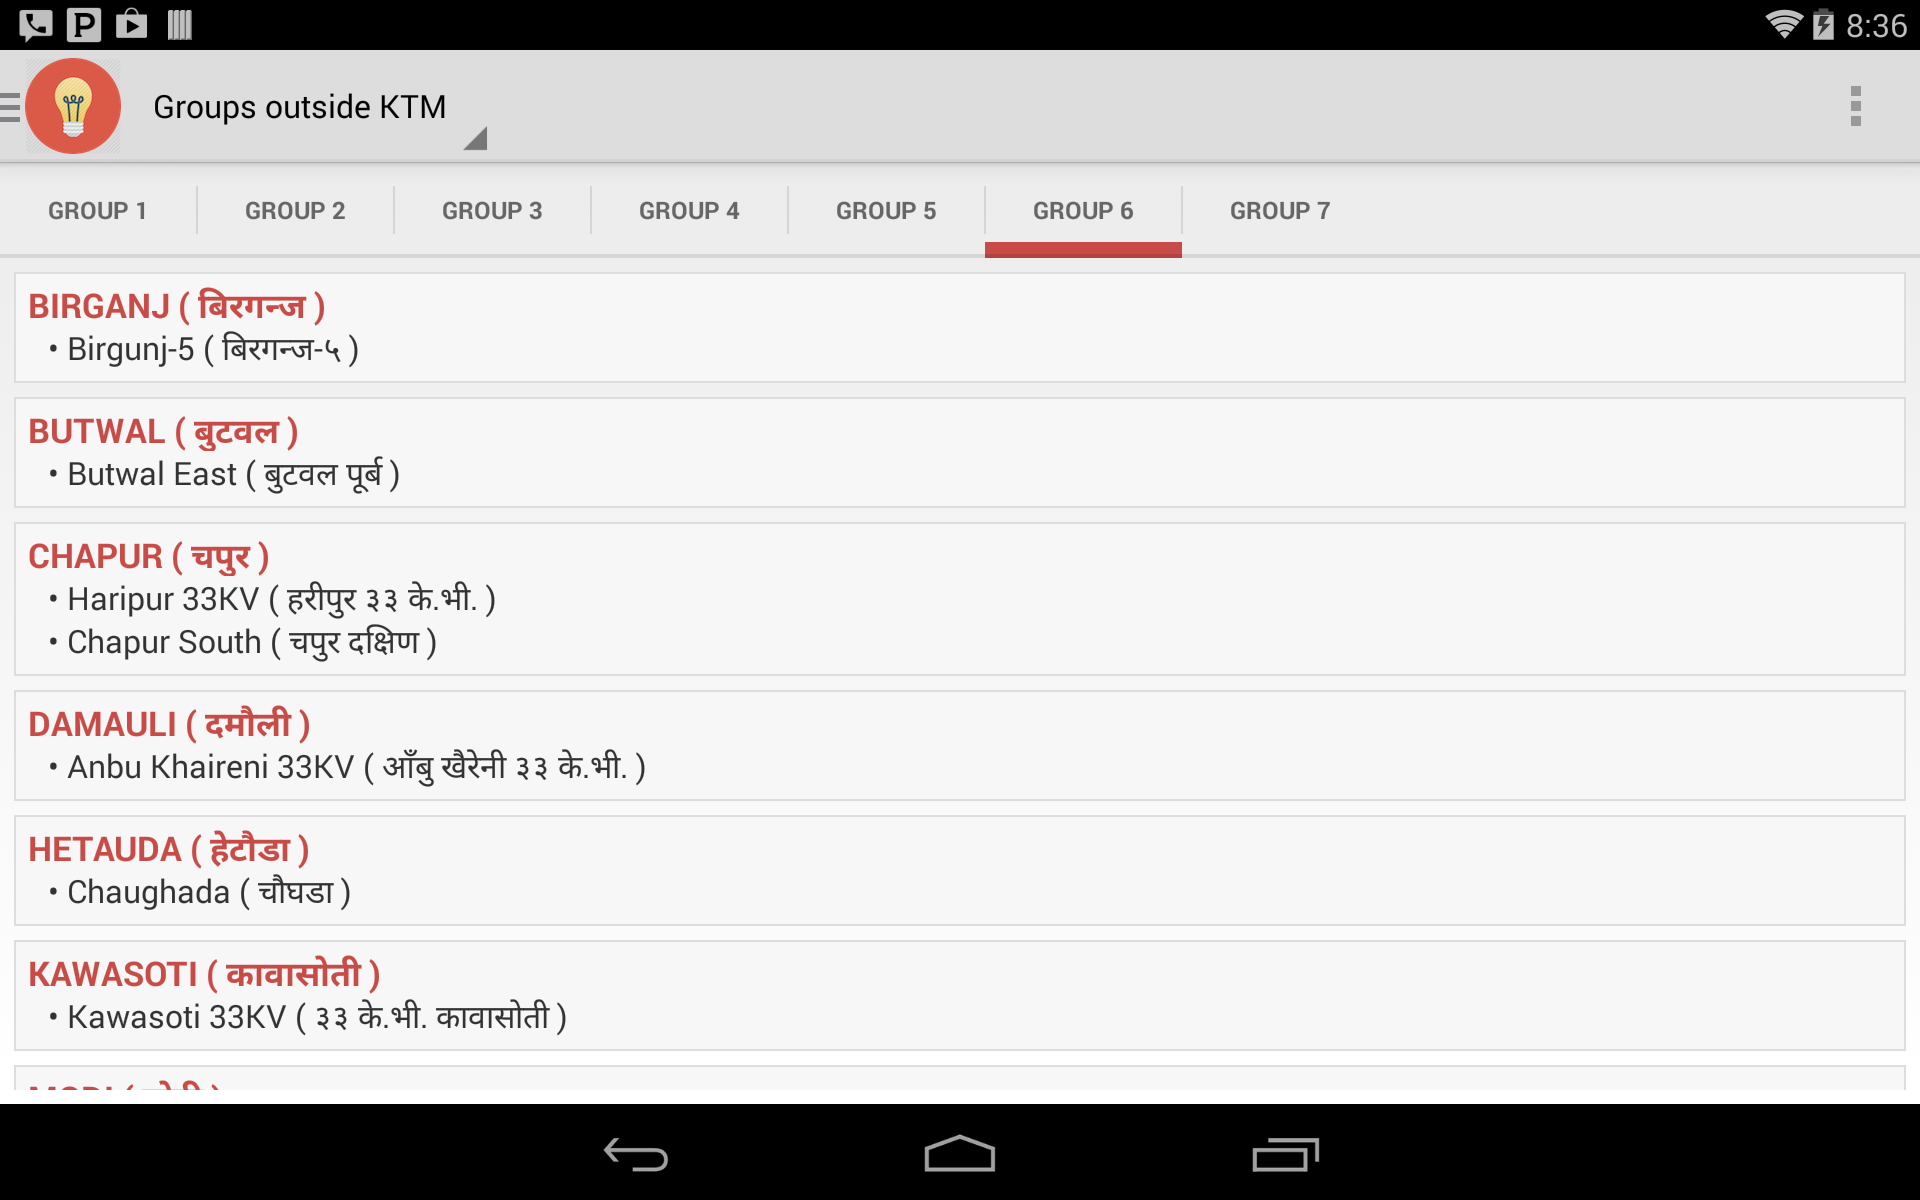 8:36
Groups outside KTM
GROUP 1 GROUP 2 GROUP 3 GROUP 4 GROUP 5 GROUP 6 GROUP 7
BIRGANJ ( बिरगन्ज )
• Birgunj-5 ( बिरगन्ज-५ )
BUTWAL ( बुटवल )
• Butwal East ( बुटवल पूर्ब )
CHAPUR ( चपुर )
• Haripur 33KV ( हरीपुर ३३ के.भी. )
• Chapur South ( चपुर दक्षिण )
DAMAULI ( दमौली )
• Anbu Khaireni 33KV ( आँबु खैरेनी ३३ के.भी. )
HETAUDA ( हेटौडा )
• Chaughada ( चौघडा )
KAWASOTI ( कावासोती )
• Kawasoti 33KV ( ३३ के.भी. कावासोती )